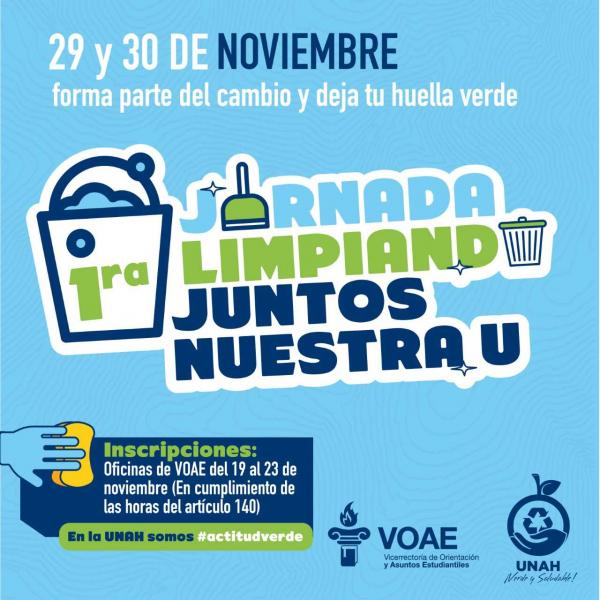 29 y 30 DE NOVIEMBRE
forma parte del cambio y deja tu huella verde
1ra
JORNADA
LIMPIANDO
JUNTOS
NUESTRA U
Inscripciones:
Oficinas de VOAE del 19 al 23 de
noviembre (En cumplimiento de
las horas del artículo 140)
En la UNAH somos #actitudverde
VOAE
Vicerrectoría de Orientación
y Asuntos Estudiantiles
UNAH
¡Verde y Saludable!